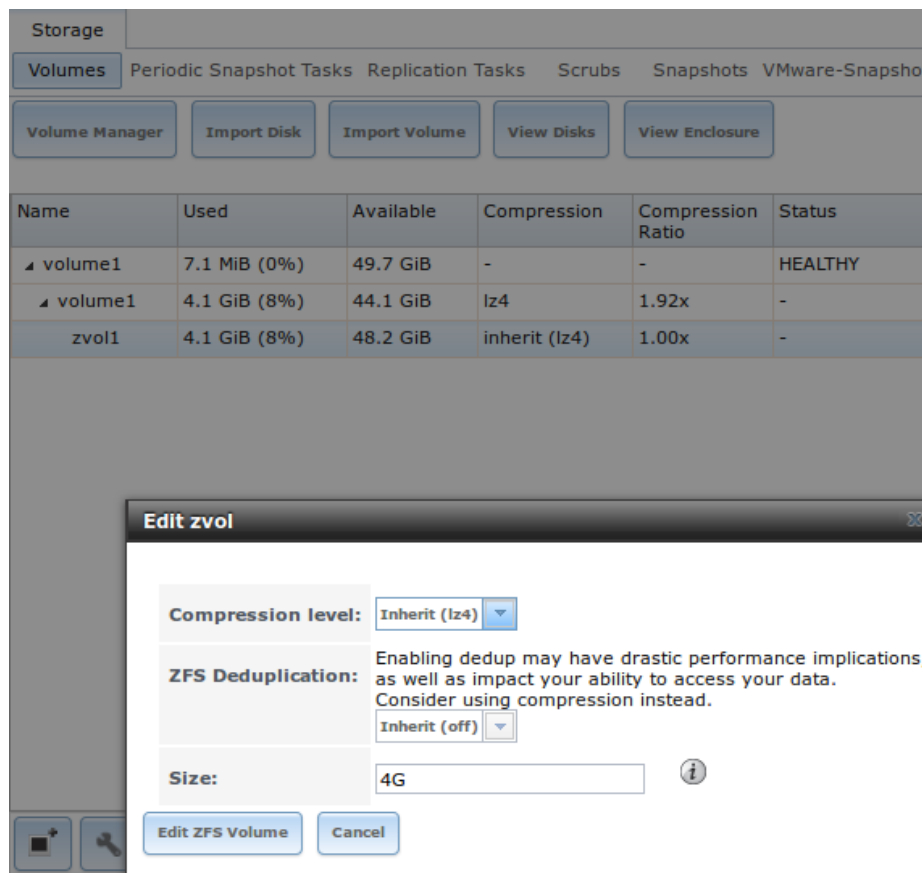 Storage
Volumes Periodic Snapshot Tasks Replication Tasks Scrubs Snapshots VMware-Snapsho
Volume Manager Import Disk Import Volume View Disks View Enclosure
Name Used Available Compression Compression Ratio Status
volume1 7.1 MiB (0%) 49.7 GiB - - HEALTHY
volume1 4.1 GiB (8%) 44.1 GiB lz4 1.92x -
zvol1 4.1 GiB (8%) 48.2 GiB inherit (lz4) 1.00x -
Edit zvol
Compression level: Inherit (lz4)
ZFS Deduplication:
Enabling dedup may have drastic performance implications,
as well as impact your ability to access your data.
Consider using compression instead.
Inherit (off)
Size: 4G
Edit ZFS Volume Cancel